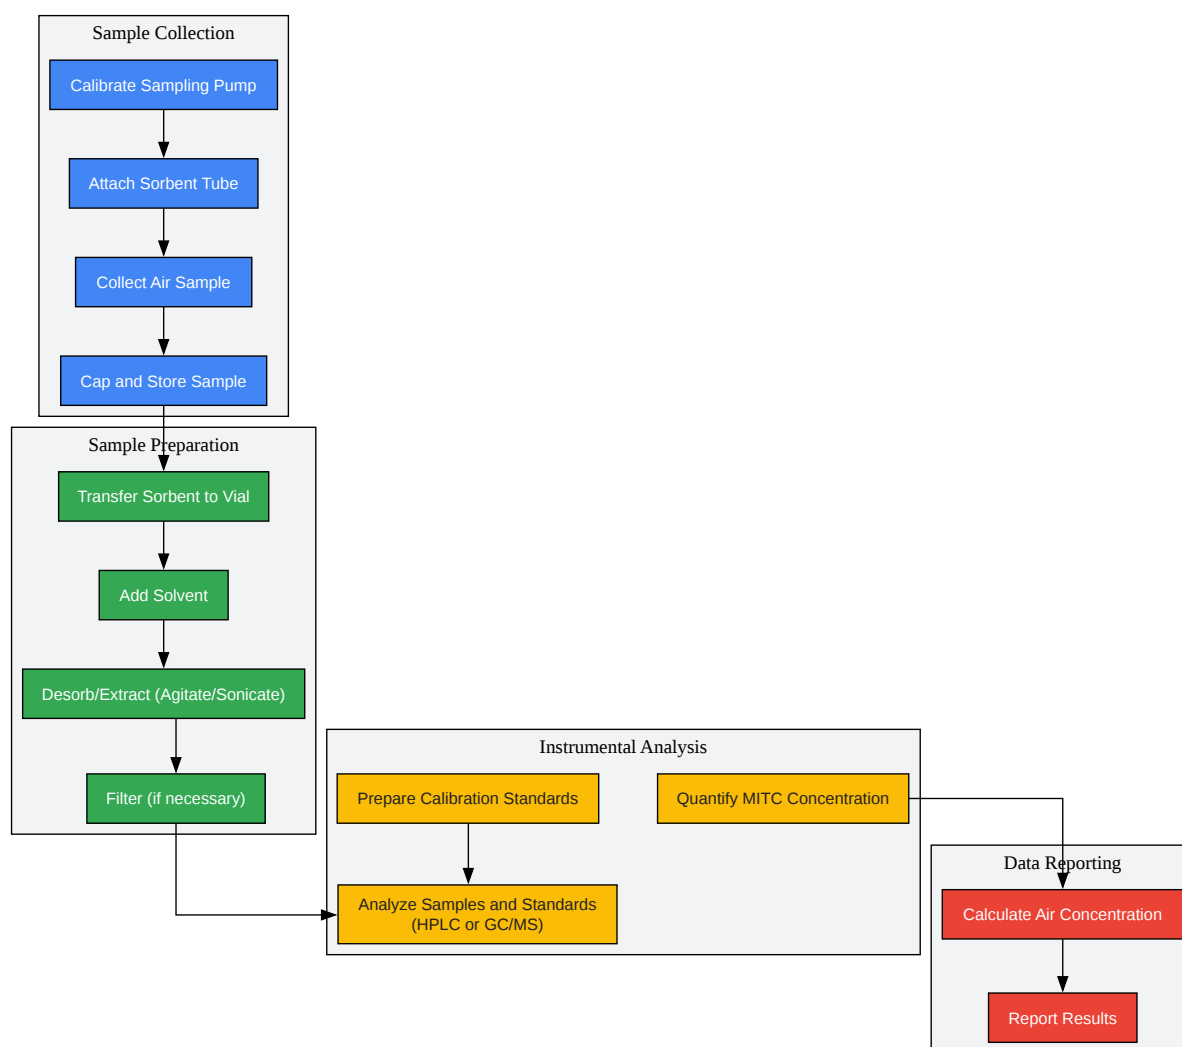 Sample Collection
Calibrate Sampling Pump
Attach Sorbent Tube
Collect Air Sample
Cap and Store Sample
Sample Preparation
Transfer Sorbent to Vial
Add Solvent
Desorb/Extract (Agitate/Sonicate)
Filter (if necessary)
Instrumental Analysis
Prepare Calibration Standards
Quantify MITC Concentration
Analyze Samples and Standards
(HPLC or GC/MS)
Data Reporting
Calculate Air Concentration
Report Results